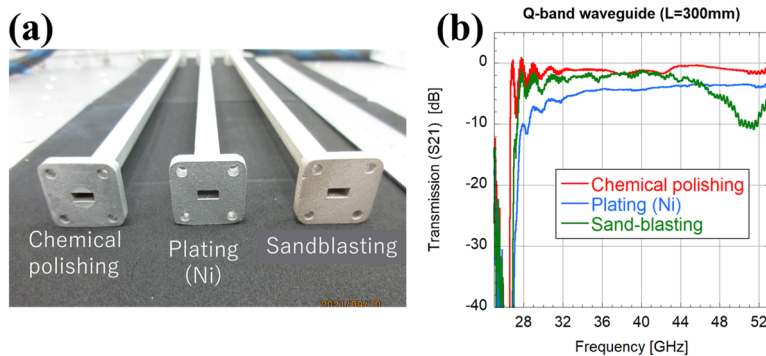 (a)
Chemical
polishing
Plating
(Ni)
Sandblasting
(b)
Q-band waveguide (L=300mm)
Transmission (S21) [dB]
0
-10
-20
-30
-40
Chemical polishing
Plating (Ni)
Sand-blasting
28 32 36 40 44 48 52
Frequency [GHz]